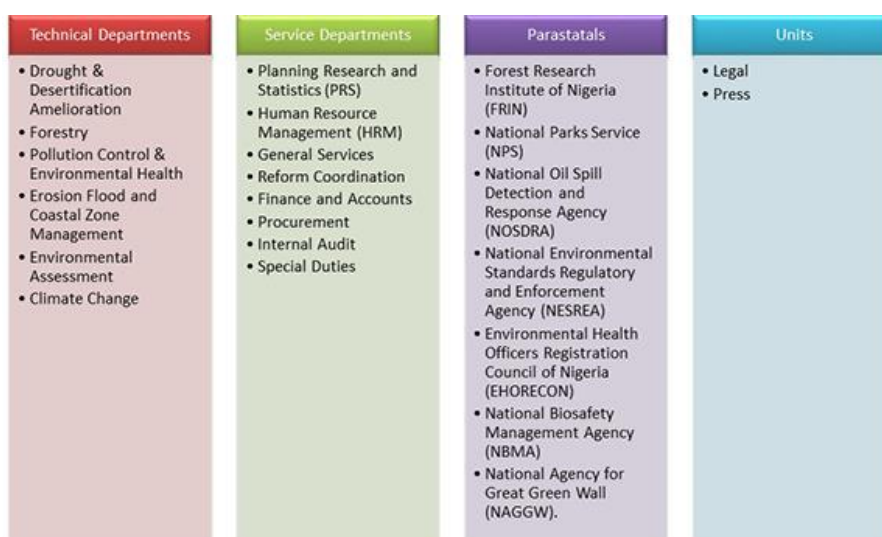 Technical Departments
• Drought &
Desertification
Amelioration
• Forestry
• Pollution Control &
Environmental Health
• Erosion Flood and
Coastal Zone
Management
• Environmental
Assessment
• Climate Change
Service Departments
• Planning Research and
Statistics (PRS)
• Human Resource
Management (HRM)
• General Services
• Reform Coordination
• Finance and Accounts
• Procurement
• Internal Audit
• Special Duties
Parastatals
• Forest Research
Institute of Nigeria
(FRIN)
• National Parks Service
(NPS)
• National Oil Spill
Detection and
Response Agency
(NOSDRA)
• National Environmental
Standards Regulatory
and Enforcement
Agency (NESREA)
• Environmental Health
Officers Registration
Council of Nigeria
(EHORECON)
• National Biosafety
Management Agency
(NBMA)
• National Agency for
Great Green Wall
(NAGGW).
Units
• Legal
• Press